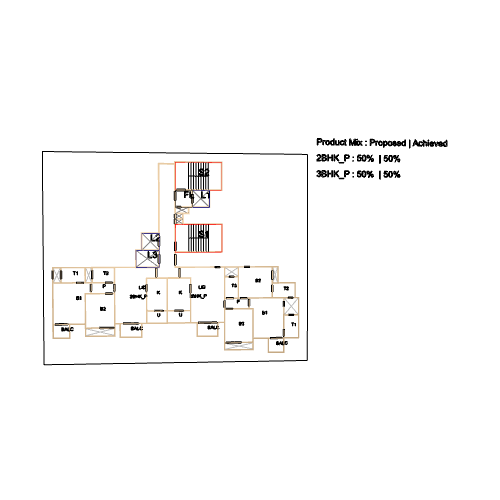 Product Mix : Proposed | Achieved
2BHK_P : 50% | 50%
3BHK_P : 50% | 50%
S2
L1
S1
L2
L3
T1
T2
T3
B2
T2
P
B1
B2
L/D
2BHK_P
K
K
L/D
3BHK_P
P
B1
T1
BALC
BALC
U
U
BALC
B3
BALC